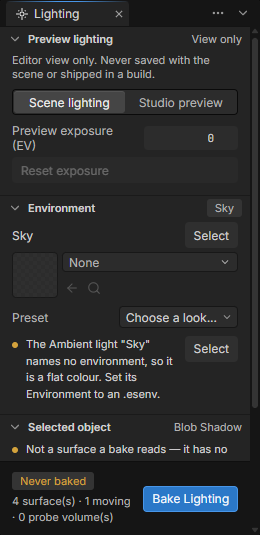 Lighting
Preview lighting
View only
Editor view only. Never saved with the
scene or shipped in a build.
Scene lighting
Studio preview
Preview exposure
(EV)
0
Reset exposure
Environment
Sky
Sky
Select
None
Preset
Choose a look...
The Ambient light "Sky"
names no environment, so it
is a flat colour. Set its
Environment to an .esenv.
Select
Selected object
Blob Shadow
Not a surface a bake reads — it has no
Never baked
4 surface(s) · 1 moving
· 0 probe volume(s)
Bake Lighting